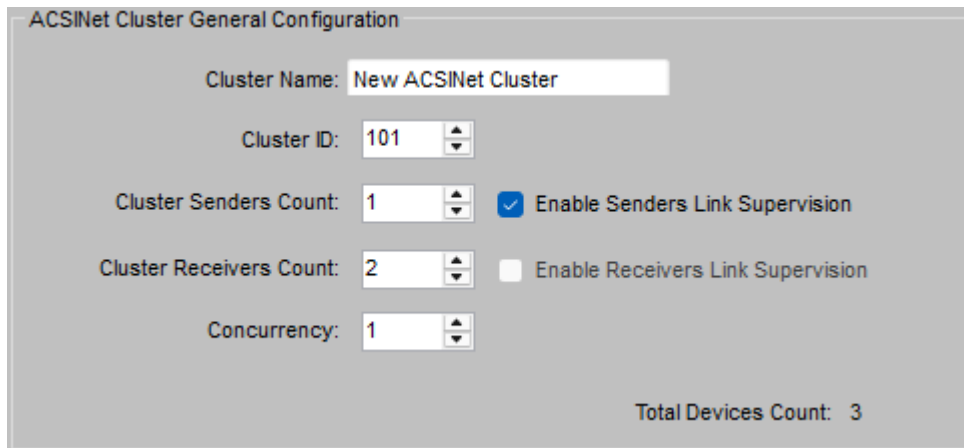 ACSINet Cluster General Configuration
Cluster Name: New ACSINet Cluster
Cluster ID: 101
Cluster Senders Count: 1 Enable Senders Link Supervision
Cluster Receivers Count: 2 Enable Receivers Link Supervision
Concurrency: 1
Total Devices Count: 3